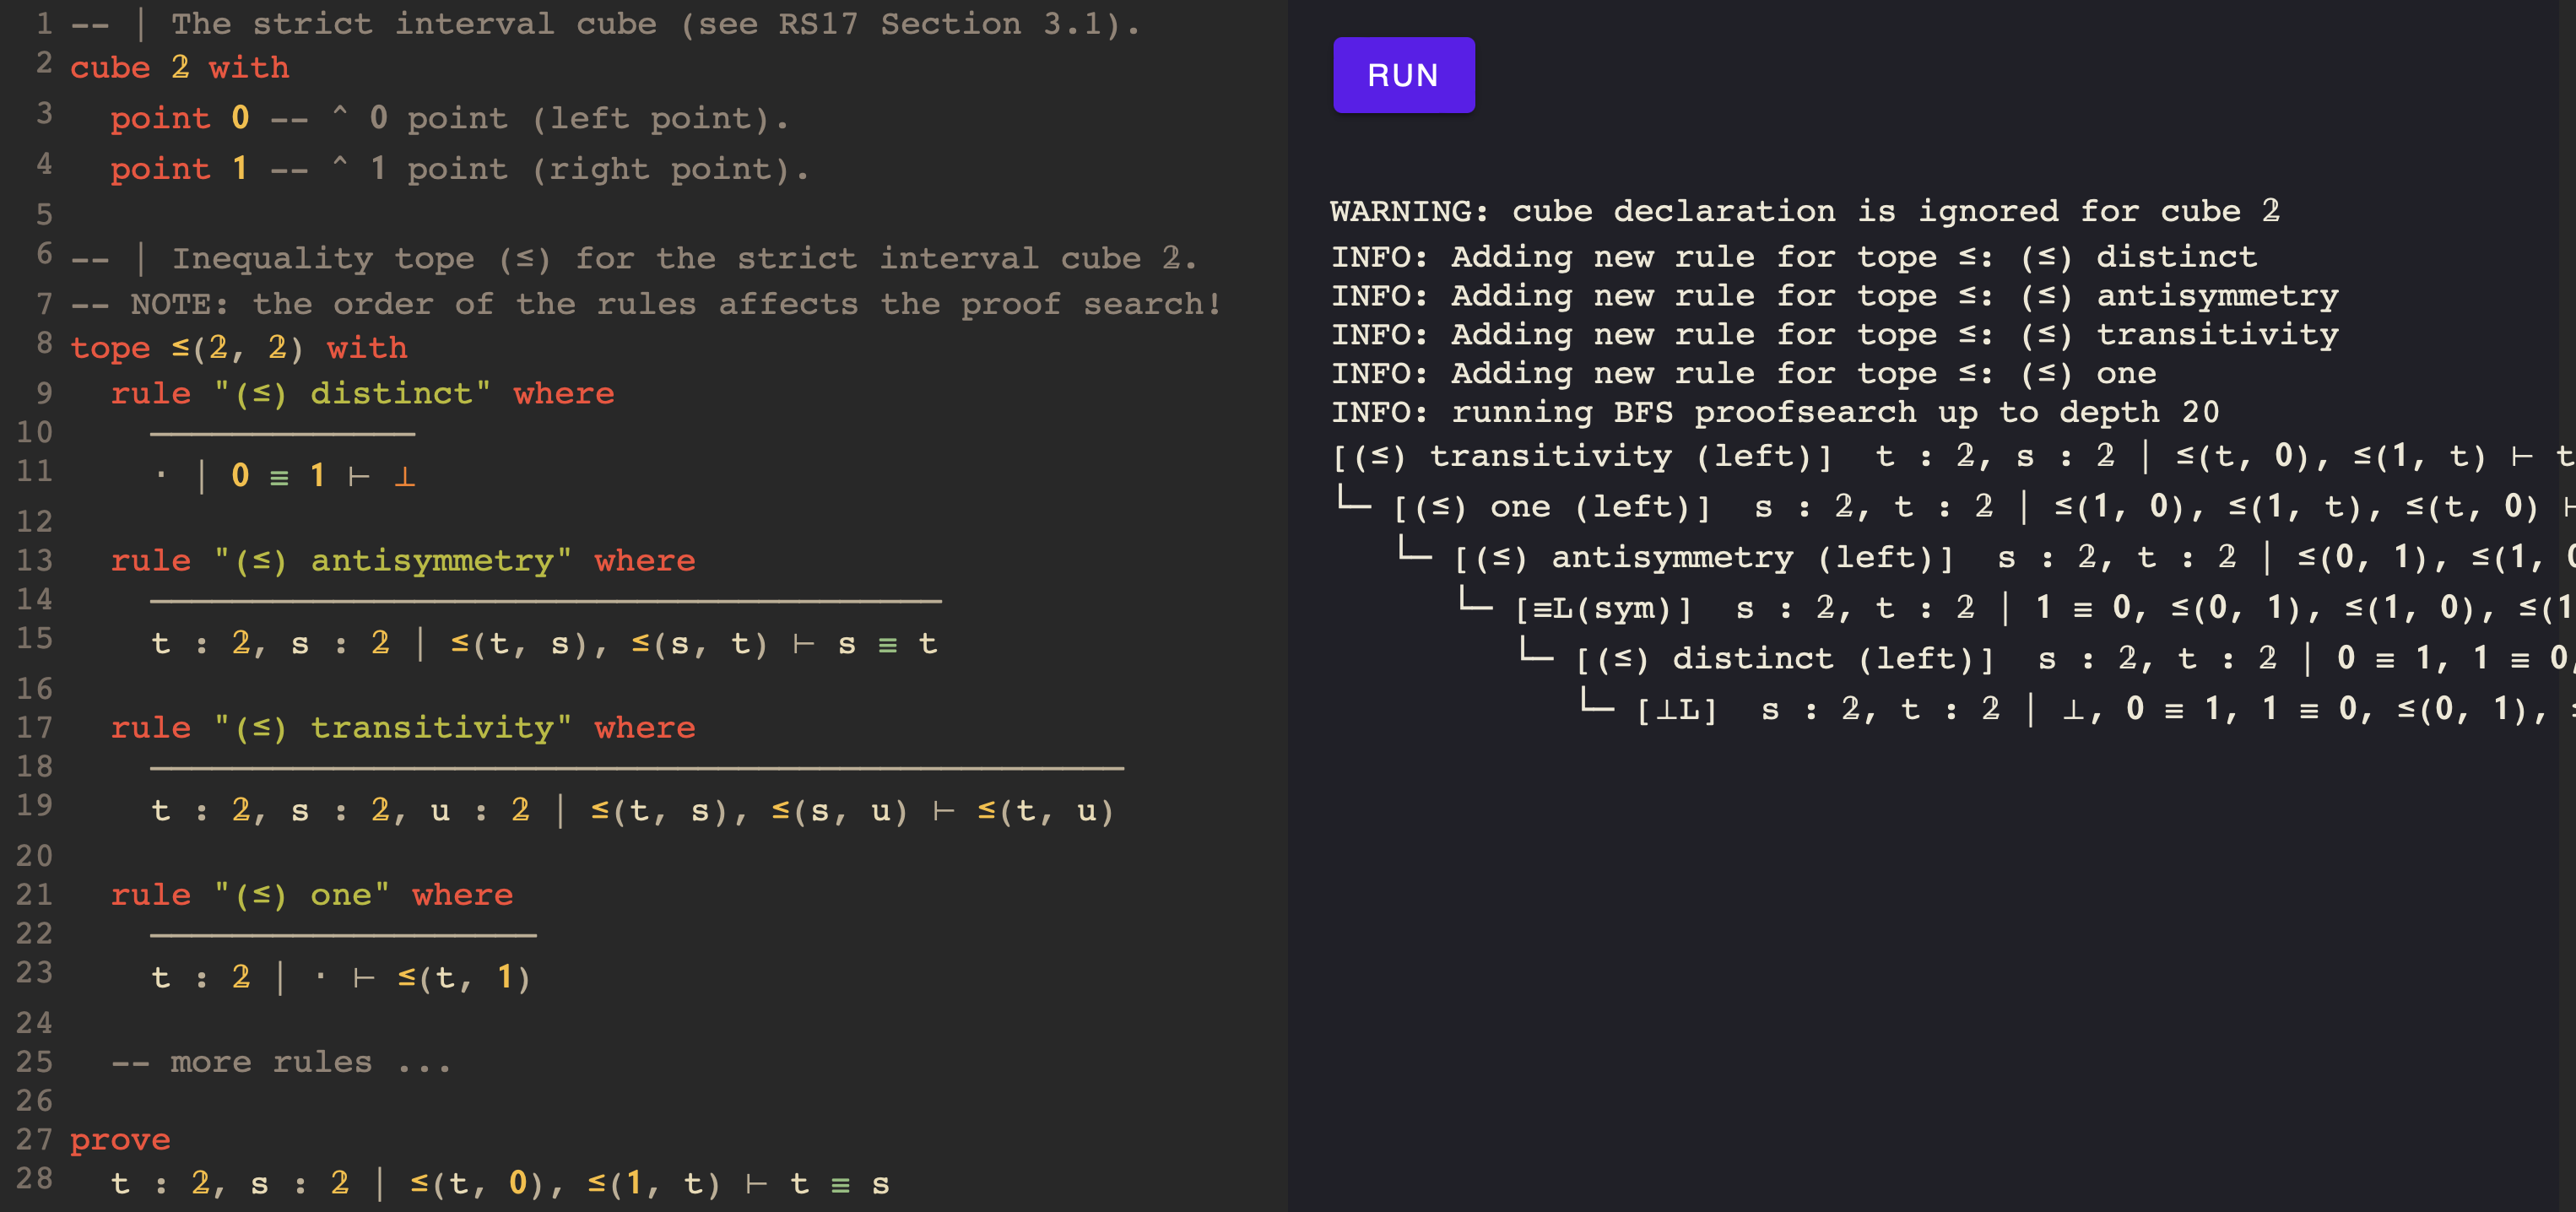 1 -- | The strict interval cube (see RS17 Section 3.1).
2 cube 𝟚 with
3 point 0 -- ^ 0 point (left point).
4 point 1 -- ^ 1 point (right point).
5
6 -- | Inequality tope (≤) for the strict interval cube 𝟚.
7 -- NOTE: the order of the rules affects the proof search!
8 tope ≤(𝟚, 𝟚) with
9 rule "(≤) distinct" where
10 —————————————
11 · | 0 ≡ 1 ⊢ ⊥
12
13 rule "(≤) antisymmetry" where
14 ———————————————————————————————————————
15 t : 𝟚, s : 𝟚 | ≤(t, s), ≤(s, t) ⊢ s ≡ t
16
17 rule "(≤) transitivity" where
18 ————————————————————————————————————————————————
19 t : 𝟚, s : 𝟚, u : 𝟚 | ≤(t, s), ≤(s, u) ⊢ ≤(t, u)
20
21 rule "(≤) one" where
22 ———————————————————
23 t : 𝟚 | · ⊢ ≤(t, 1)
24
25 -- more rules ...
26
27 prove
28 t : 𝟚, s : 𝟚 | ≤(t, 0), ≤(1, t) ⊢ t ≡ s
RUN
WARNING: cube declaration is ignored for cube 𝟚
INFO: Adding new rule for tope ≤: (≤) distinct
INFO: Adding new rule for tope ≤: (≤) antisymmetry
INFO: Adding new rule for tope ≤: (≤) transitivity
INFO: Adding new rule for tope ≤: (≤) one
INFO: running BFS proofsearch up to depth 20
[(≤) transitivity (left)] t : 𝟚, s : 𝟚 | ≤(t, 0), ≤(1, t) ⊢ t
└─ [(≤) one (left)] s : 𝟚, t : 𝟚 | ≤(1, 0), ≤(1, t), ≤(t, 0) ⊢
└─ [(≤) antisymmetry (left)] s : 𝟚, t : 𝟚 | ≤(0, 1), ≤(1, 0
└─ [≡L(sym)] s : 𝟚, t : 𝟚 | 1 ≡ 0, ≤(0, 1), ≤(1, 0), ≤(1
└─ [(≤) distinct (left)] s : 𝟚, t : 𝟚 | 0 ≡ 1, 1 ≡ 0,
└─ [⊥L] s : 𝟚, t : 𝟚 | ⊥, 0 ≡ 1, 1 ≡ 0, ≤(0, 1),